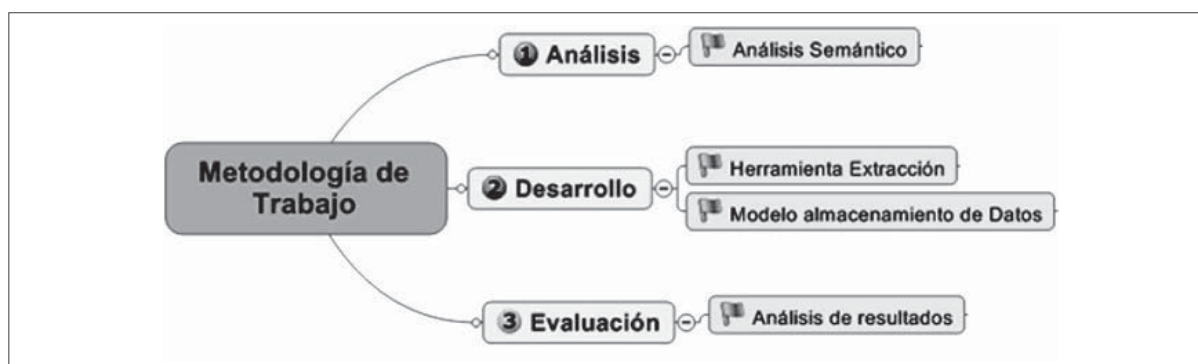 Metodología de
Trabajo
1 Análisis
Análisis Semántico
2 Desarrollo
Herramienta Extracción
Modelo almacenamiento de Datos
3 Evaluación
Análisis de resultados